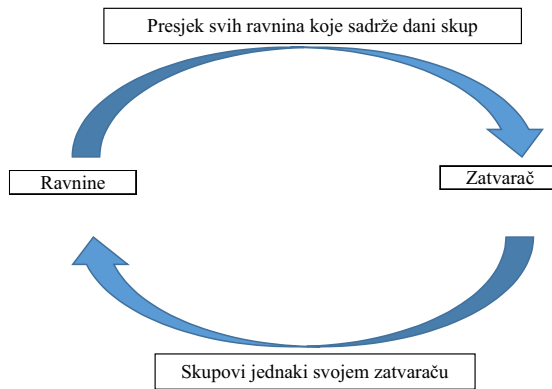 Presjek svih ravnina koje sadrže dani skup
Ravnine
Zatvarač
Skupovi jednaki svojem zatvaraču